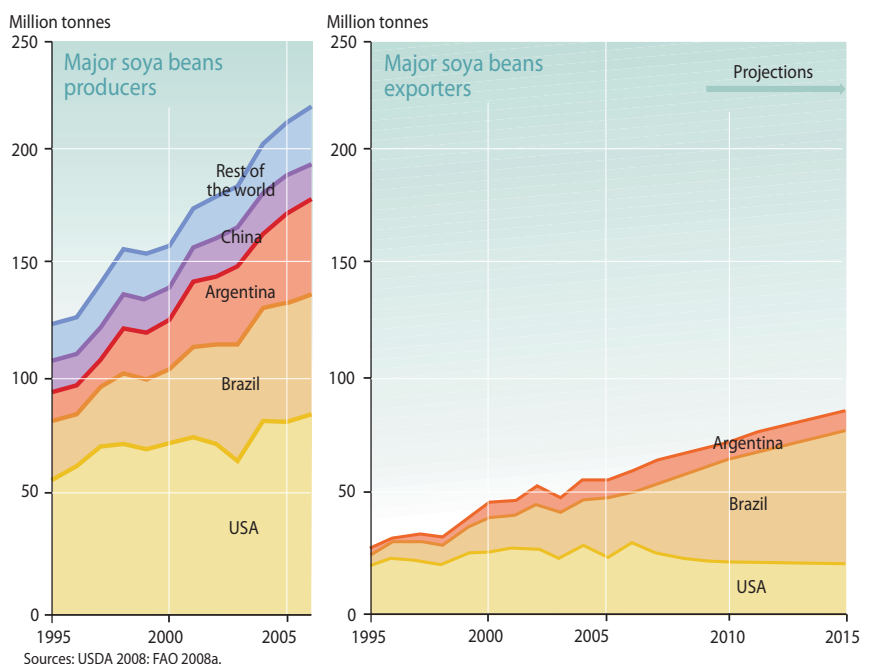 Million tonnes
250
200
150
100
50
0
Major soya beans
producers
Rest of
the world
China
Argentina
Brazil
USA
1995
2000
2005
Million tonnes
250
200
150
100
50
0
Major soya beans
exporters
Projections
Argentina
Brazil
USA
1995
2000
2005
2010
2015
Sources: USDA 2008; FAO 2008a.